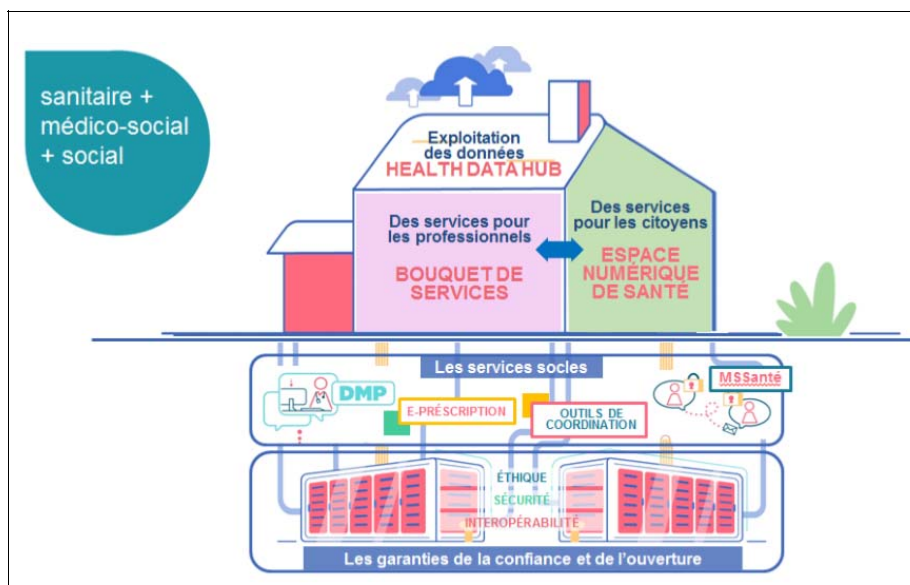 sanitaire +
médico-social
+ social
Exploitation
des données
HEALTH DATA HUB
Des services pour
les professionnels
BOUQUET DE
SERVICES
Des services
pour les citoyens
ESPACE
NUMÉRIQUE
DE SANTÉ
Les services socles
DMP
E-PRÉSCRIPTION
OUTILS DE
COORDINATION
MSSanté
ÉTHIQUE
SÉCURITÉ
INTEROPÉRABILITÉ
Les garanties de la confiance et de l'ouverture